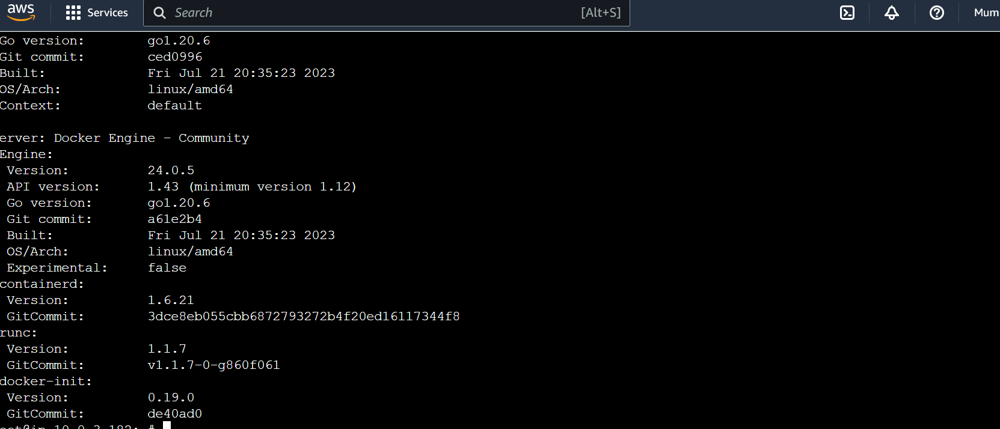 aws Services Search [Alt+S] Mum
Go version: go1.20.6
Git commit: ced0996
Built: Fri Jul 21 20:35:23 2023
OS/Arch: linux/amd64
Context: default
erver: Docker Engine - Community
Engine:
Version: 24.0.5
API version: 1.43 (minimum version 1.12)
Go version: go1.20.6
Git commit: a61e2b4
Built: Fri Jul 21 20:35:23 2023
OS/Arch: linux/amd64
Experimental: false
containerd:
Version: 1.6.21
GitCommit: 3dce8eb055cbb6872793272b4f20ed16117344f8
runc:
Version: 1.1.7
GitCommit: v1.1.7-0-g860f061
docker-init:
Version: 0.19.0
GitCommit: de40ad0